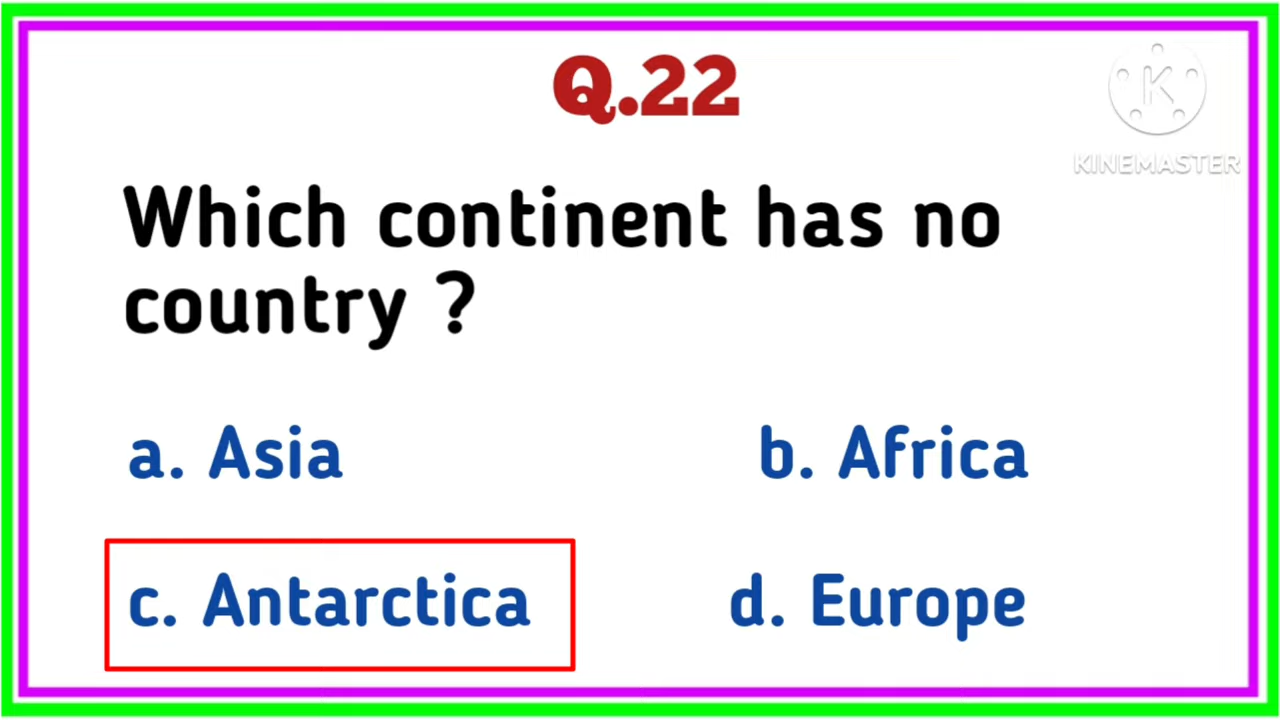 Q.22
K
KINEMASTER
Which continent has no
country ?
a. Asia
b. Africa
c. Antarctica
d. Europe